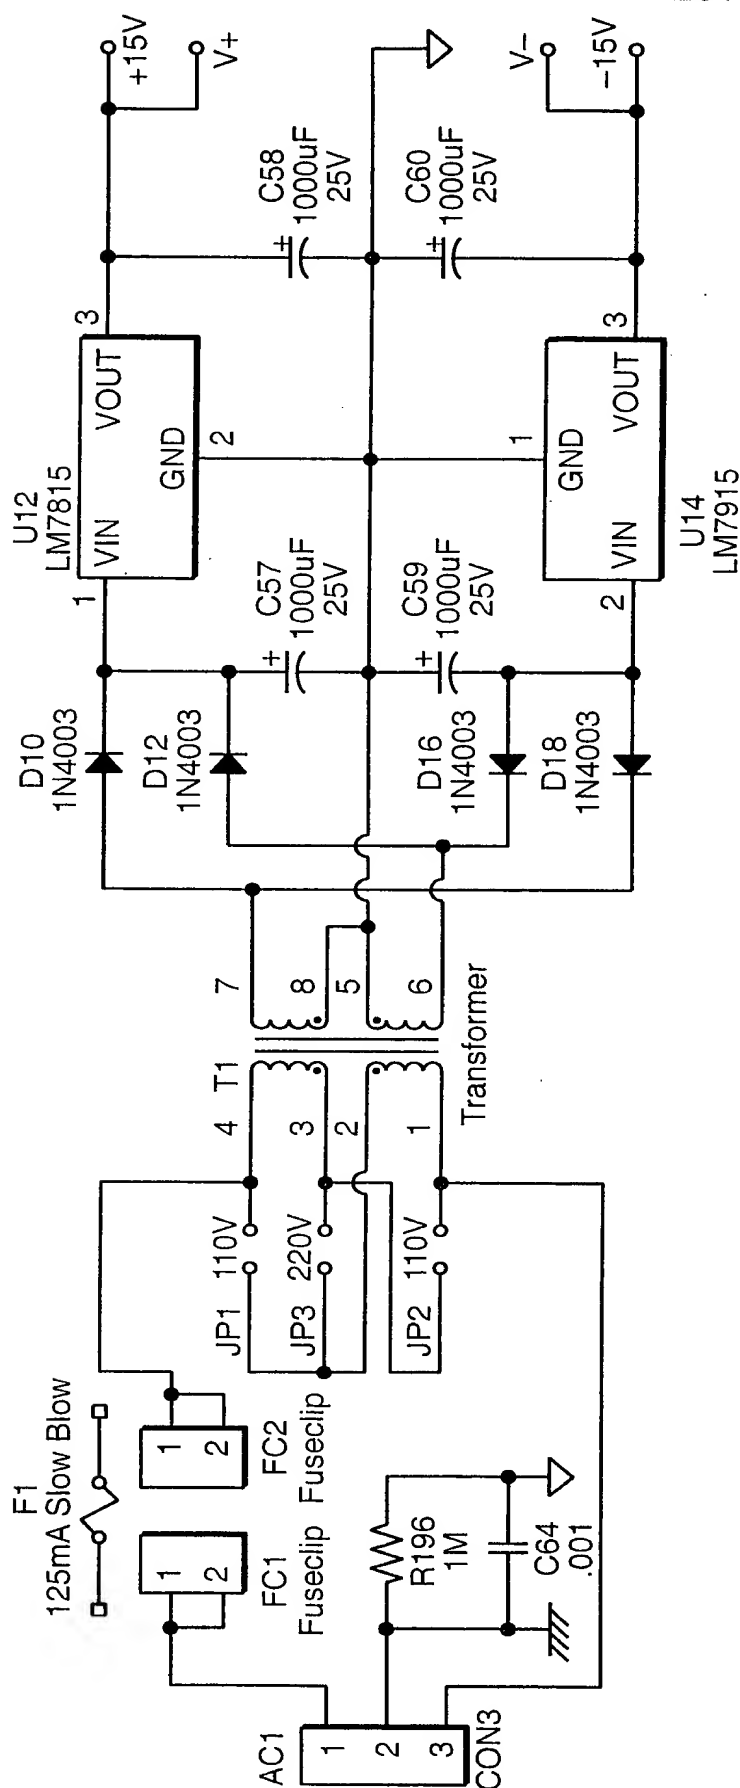 AC1
1
2
3
CON3
F1
125mA Slow Blow
1
2
FC1
Fuseclip
1
2
FC2
Fuseclip
R196
1M
C64
.001
JP1
110V
JP3
220V
JP2
110V
T1
4
3
2
1
7
8
5
6
Transformer
D10
1N4003
D12
1N4003
D16
1N4003
D18
1N4003
C57
1000uF
25V
+
C59
1000uF
25V
+
U12
LM7815
1
VIN
VOUT
3
GND
2
1
GND
2
VIN
VOUT
3
U14
LM7915
C58
1000uF
25V
+
C60
1000uF
25V
+
+15V
V+
V−
−15V